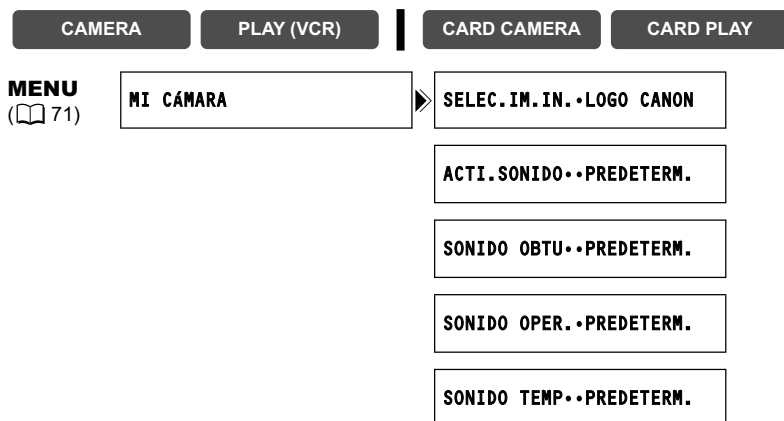 CAMERA
PLAY (VCR)
CARD CAMERA
CARD PLAY
MENU
(71)
MI CáMARA
SELEC.IM.IN.•LOGO CANON
ACTI.SONIDO••PREDETERM.
SONIDO OBTU••PREDETERM.
SONIDO OPER.•PREDETERM.
SONIDO TEMP••PREDETERM.